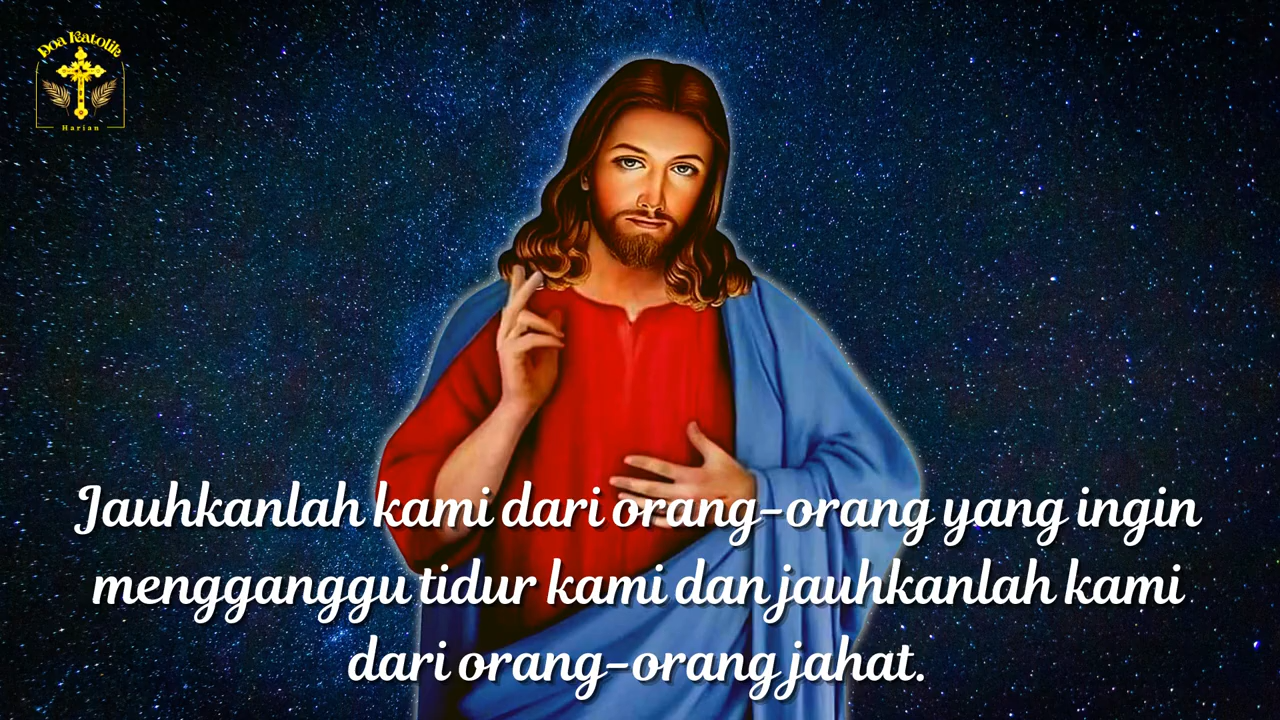 Doa Katolik
Harian
Jauhkanlah kami dari orang-orang yang ingin
mengganggu tidur kami dan jauhkanlah kami
dari orang-orang jahat.